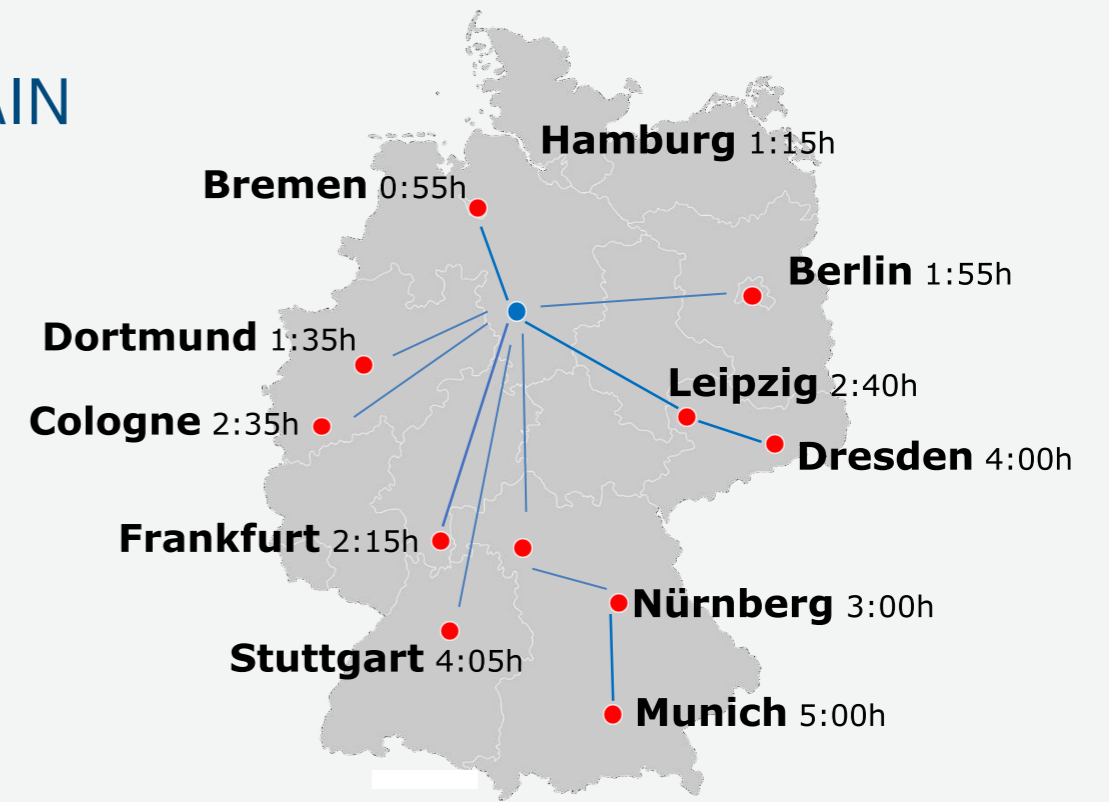 AIN
Hamburg 1:15h
Bremen 0:55h
Berlin 1:55h
Dortmund 1:35h
Leipzig 2:40h
Cologne 2:35h
Dresden 4:00h
Frankfurt 2:15h
Nürnberg 3:00h
Stuttgart 4:05h
Munich 5:00h